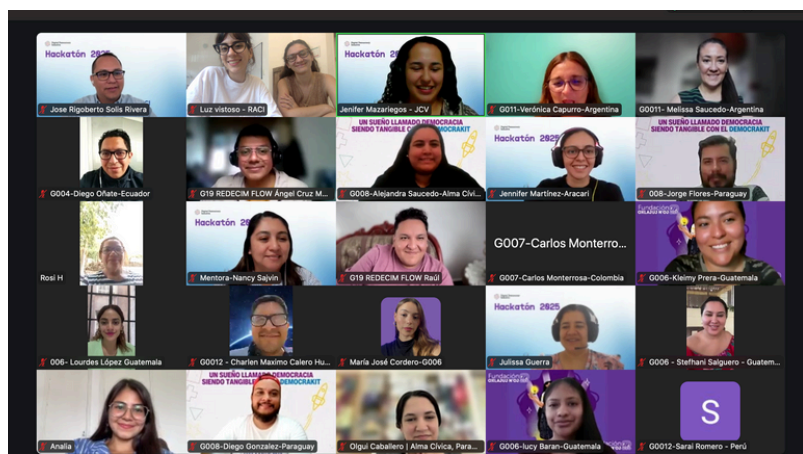 Hackatón 2025
Hackatón 2
Jose Rigoberto Solis Rivera
Luz vistoso - RACI
Jenifer Mazariegos - JCV
G011-Verónica Capurro-Argentina
G0011- Melissa Saucedo-Argentina
UN SUEÑO LLAMADO DEMOCRACIA
SIENDO TANGIBLE CON EL DEMOCRAKIT
Hackatón 2025
UN SUEÑO LLAMADO DEMOCRACIA
SIENDO TANGIBLE CON EL DEMOCRAKIT
G004-Diego Oñate-Ecuador
G19 REDECIM FLOW Ángel Cruz M...
G008-Alejandra Saucedo-Alma Cívi...
Jennifer Martínez-Aracari
008-Jorge Flores-Paraguay
Hackatón 20
G007-Carlos Monterro...
Fundación
Rosi H
Mentora-Nancy Sajvin
G19 REDECIM FLOW Raúl
G007-Carlos Monterrosa-Colombia
G006-Kleimy Prera-Guatemala
Hackatón 2025
006- Lourdes López Guatemala
G0012 - Charlen Maximo Calero Hu...
María José Cordero-G006
Julissa Guerra
G006 - Stefhani Salguero - Guatem...
UN SUEÑO LLAMADO DEMOCRACIA
SIENDO TANGIBLE DEMOCRAKIT
Fundación
S
Analia
G008-Diego Gonzalez-Paraguay
Olgui Caballero | Alma Cívica, Para...
G006-lucy Baran-Guatemala
G0012-Sarai Romero - Perú